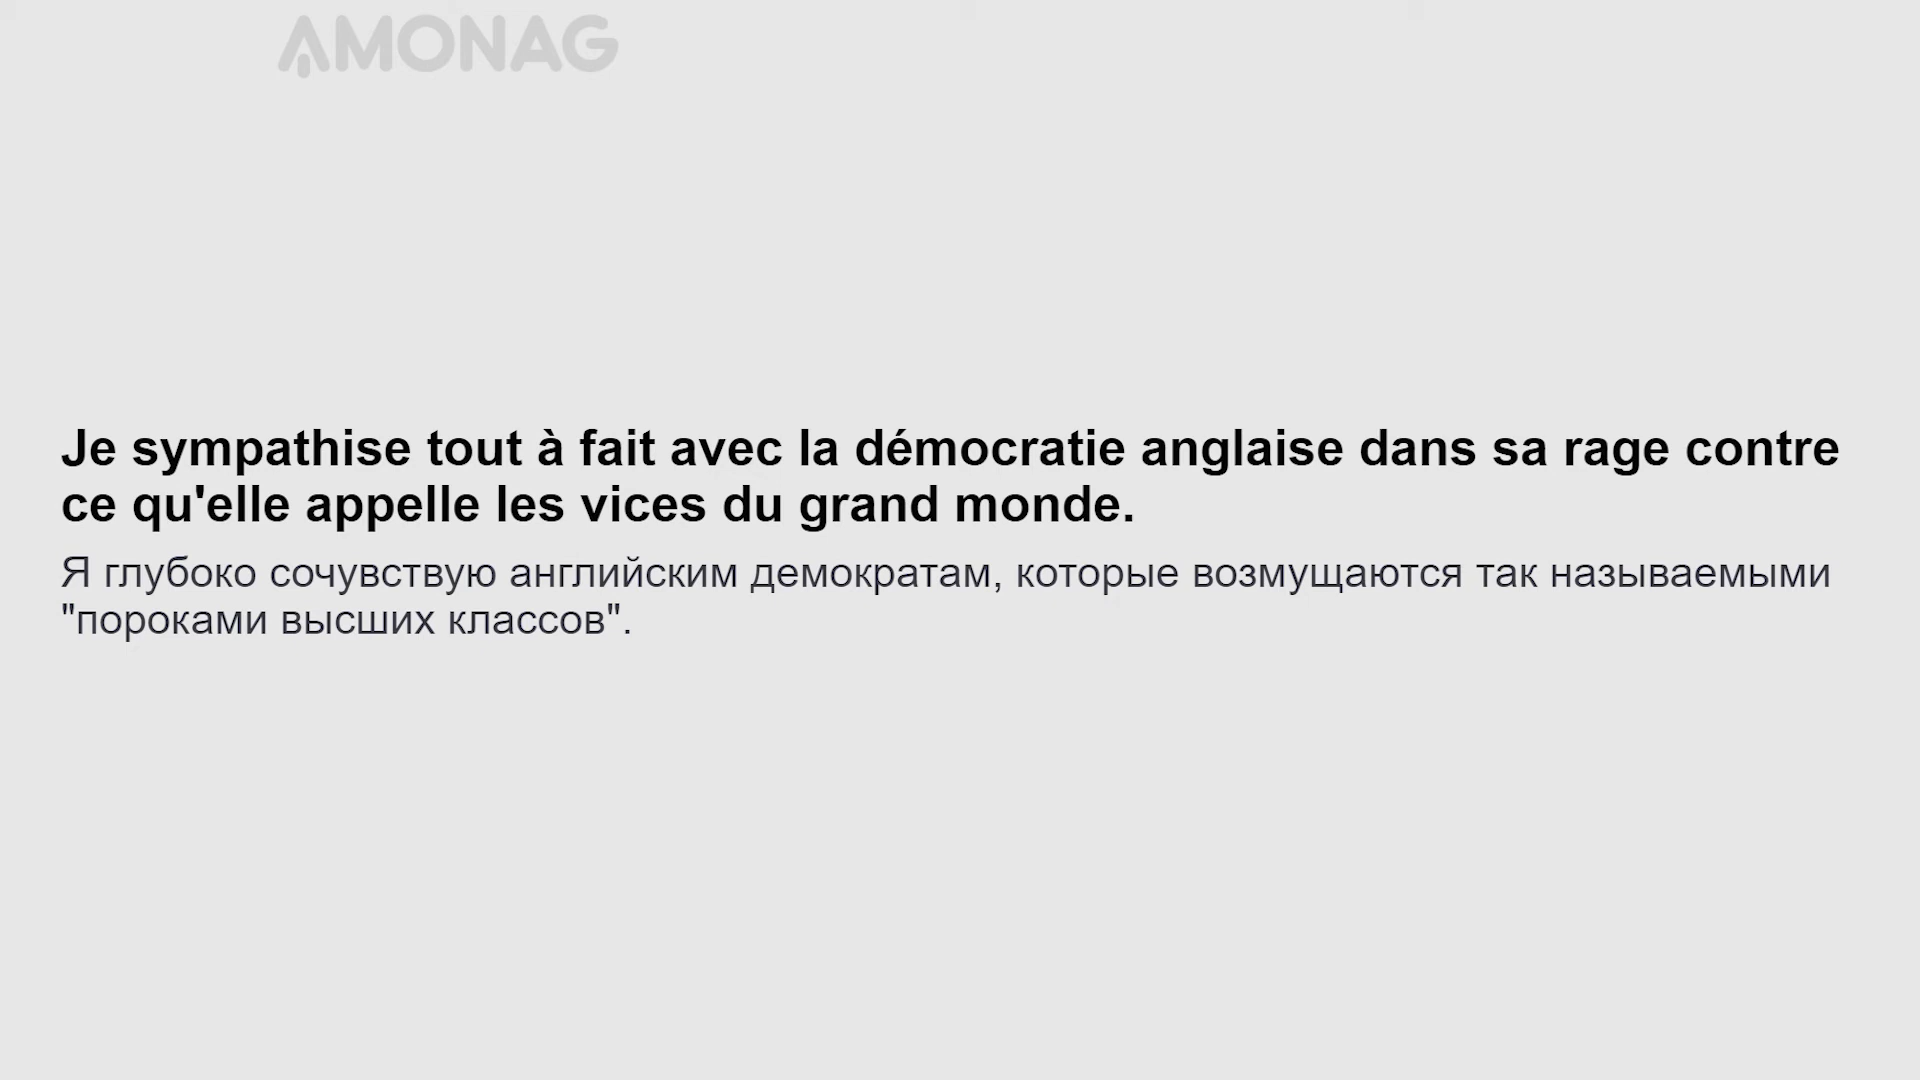 AMONAG
Je sympathise tout à fait avec la démocratie anglaise dans sa rage contre
ce qu'elle appelle les vices du grand monde.
Я глубоко сочувствую английским демократам, которые возмущаются так называемыми
"пороками высших классов".